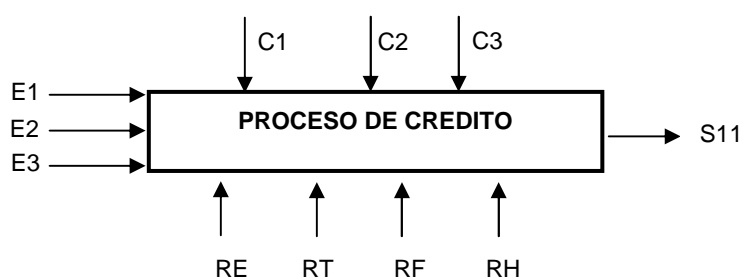 C1 C2 C3
E1
PROCESO DE CREDITO
E2
S11
E3
RE RT RF RH